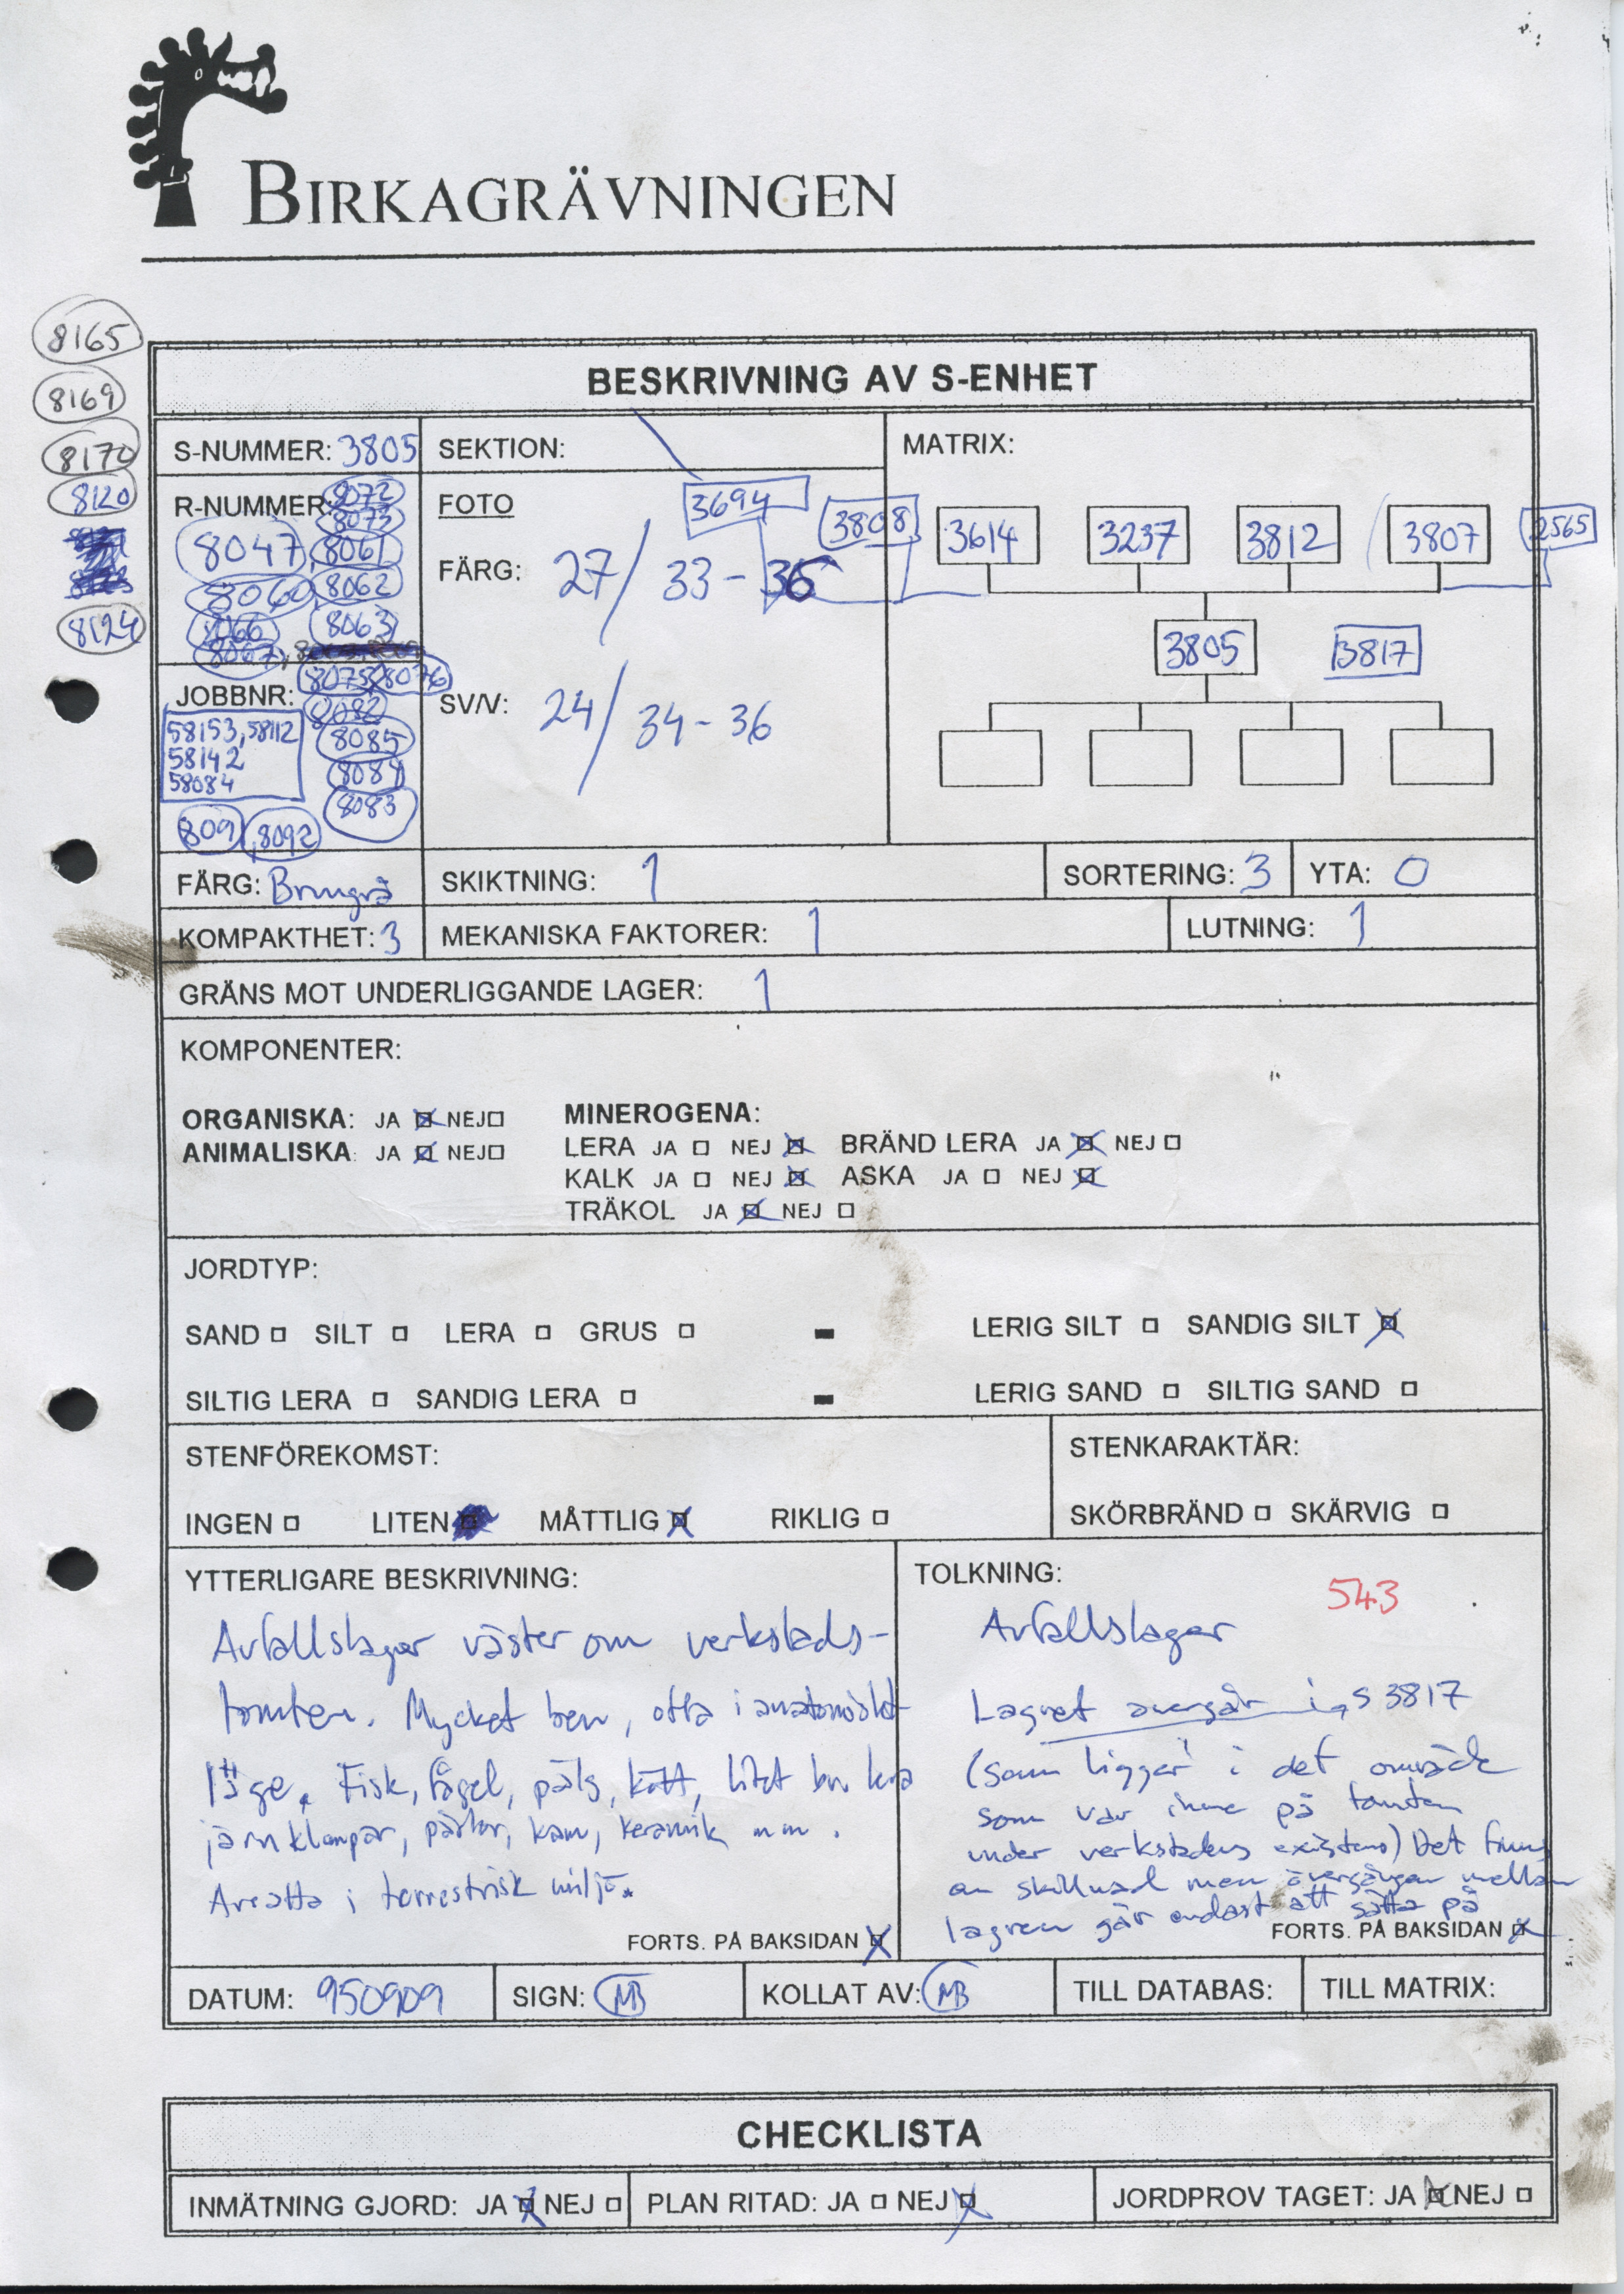 BIRKAGRÄVNINGEN
8165
8169
8170
8120
8124
BESKRIVNING AV S-ENHET
S-NUMMER: 3805
SEKTION:
MATRIX:
R-NUMMER: 8072
8073
8047, 8061
8060 8062
8066 8063
8067,
8075 8076
8082
8085
8084
8083
8091, 8092
JOBBNR:
58153, 58112
58142
58084
FOTO
FÄRG: 27/33-36
SV/V: 24/34-36
3694
3808 3614 3237 3812 3807 2565
3805 3817
FÄRG: Brungrå
SKIKTNING: 1
SORTERING: 3
YTA: 0
KOMPAKTHET: 3
MEKANISKA FAKTORER: 1
LUTNING: 1
GRÄNS MOT UNDERLIGGANDE LAGER: 1
KOMPONENTER:
ORGANISKA: JA NEJ
ANIMALISKA: JA NEJ
MINEROGENA:
LERA JA NEJ BRÄND LERA JA NEJ
KALK JA NEJ ASKA JA NEJ
TRÄKOL JA NEJ
JORDTYP:
SAND SILT LERA GRUS - LERIG SILT SANDIG SILT
SILTIG LERA SANDIG LERA - LERIG SAND SILTIG SAND
STENFÖREKOMST:
INGEN LITEN MÅTTLIG RIKLIG
STENKARAKTÄR:
SKÖRBRÄND SKÄRVIG
YTTERLIGARE BESKRIVNING:
Avfallslager väster om verkstads-
tomten. Mycket ben, ofta i anatomiskt
läge. Fisk, fågel, päls, kött, litet brn lera
järnklumpar, pärlor, kam, keramik mm.
Avsatta i terrestrisk miljö.
FORTS. PÅ BAKSIDAN
TOLKNING:
543
Avfallslager
Lagret övergår i S 3817
(som ligger i det område
som var inne på tomten
under verkstadens existens) Det finns
en skillnad men övergången mellan
lagren går endast att sätta på
FORTS. PÅ BAKSIDAN
DATUM: 950909
SIGN: MB
KOLLAT AV: MB
TILL DATABAS:
TILL MATRIX:
CHECKLISTA
INMÄTNING GJORD: JA NEJ
PLAN RITAD: JA NEJ
JORDPROV TAGET: JA NEJ